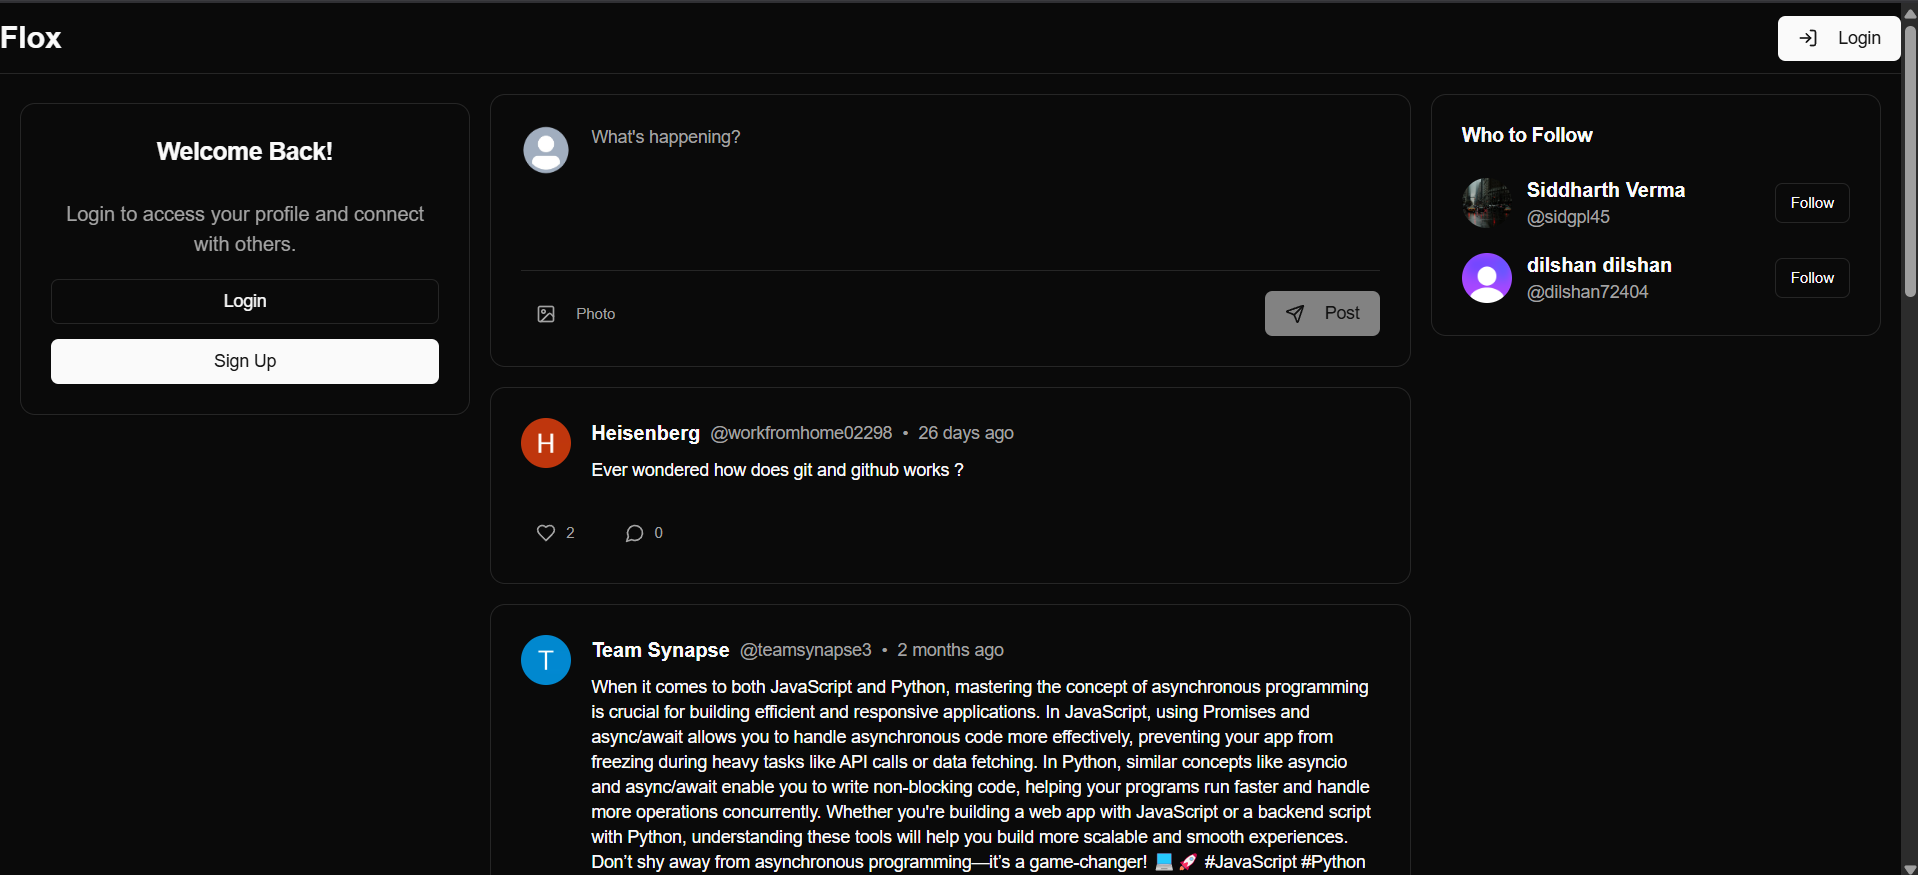 Flox
Login
Welcome Back!
Login to access your profile and connect
with others.
Login
Sign Up
What's happening?
Photo
Post
H
Heisenberg @workfromhome02298 • 26 days ago
Ever wondered how does git and github works ?
2
0
T
Team Synapse @teamsynapse3 • 2 months ago
When it comes to both JavaScript and Python, mastering the concept of asynchronous programming
is crucial for building efficient and responsive applications. In JavaScript, using Promises and
async/await allows you to handle asynchronous code more effectively, preventing your app from
freezing during heavy tasks like API calls or data fetching. In Python, similar concepts like asyncio
and async/await enable you to write non-blocking code, helping your programs run faster and handle
more operations concurrently. Whether you're building a web app with JavaScript or a backend script
with Python, understanding these tools will help you build more scalable and smooth experiences.
Don’t shy away from asynchronous programming—it’s a game-changer! 💻 🚀 #JavaScript #Python
Who to Follow
Siddharth Verma
@sidgpl45
Follow
dilshan dilshan
@dilshan72404
Follow